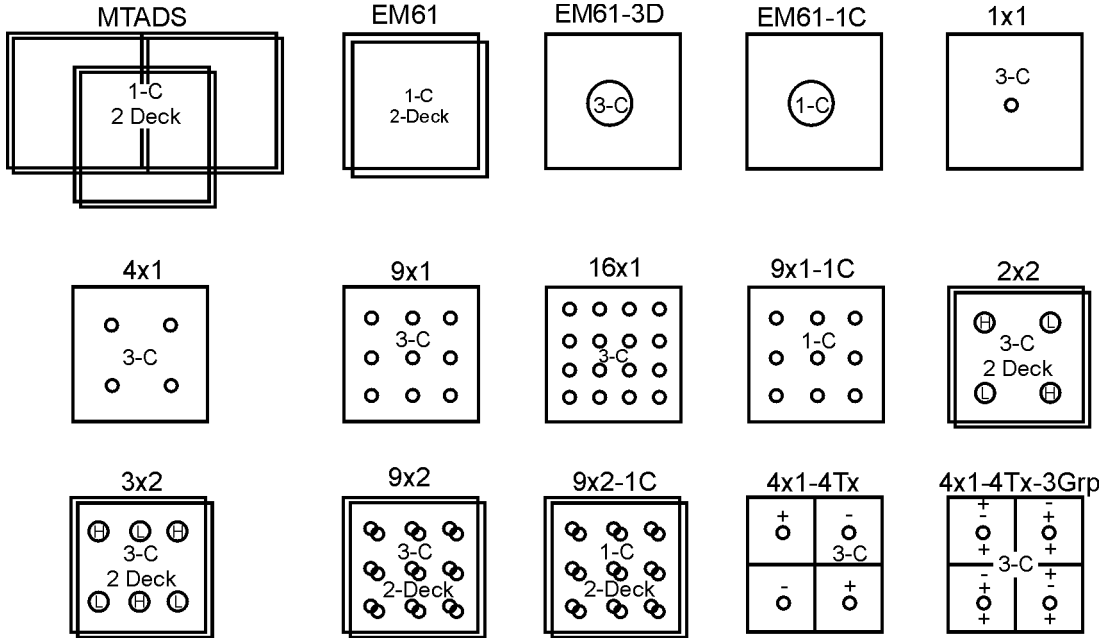 MTADS
EM61
EM61-3D
EM61-1C
1x1
1-C
2 Deck
1-C
2-Deck
3-C
1-C
3-C
4x1
9x1
16x1
9x1-1C
2x2
3-C
3-C
3-C
1-C
H L
3-C
2 Deck
L H
3x2
9x2
9x2-1C
4x1-4Tx
4x1-4Tx-3Grp
H L H
3-C
2 Deck
L H L
3-C
2-Deck
1-C
2-Deck
+ -
3-C
- +
+ -
- +
+ +
3-C
- +
+ -
+ +